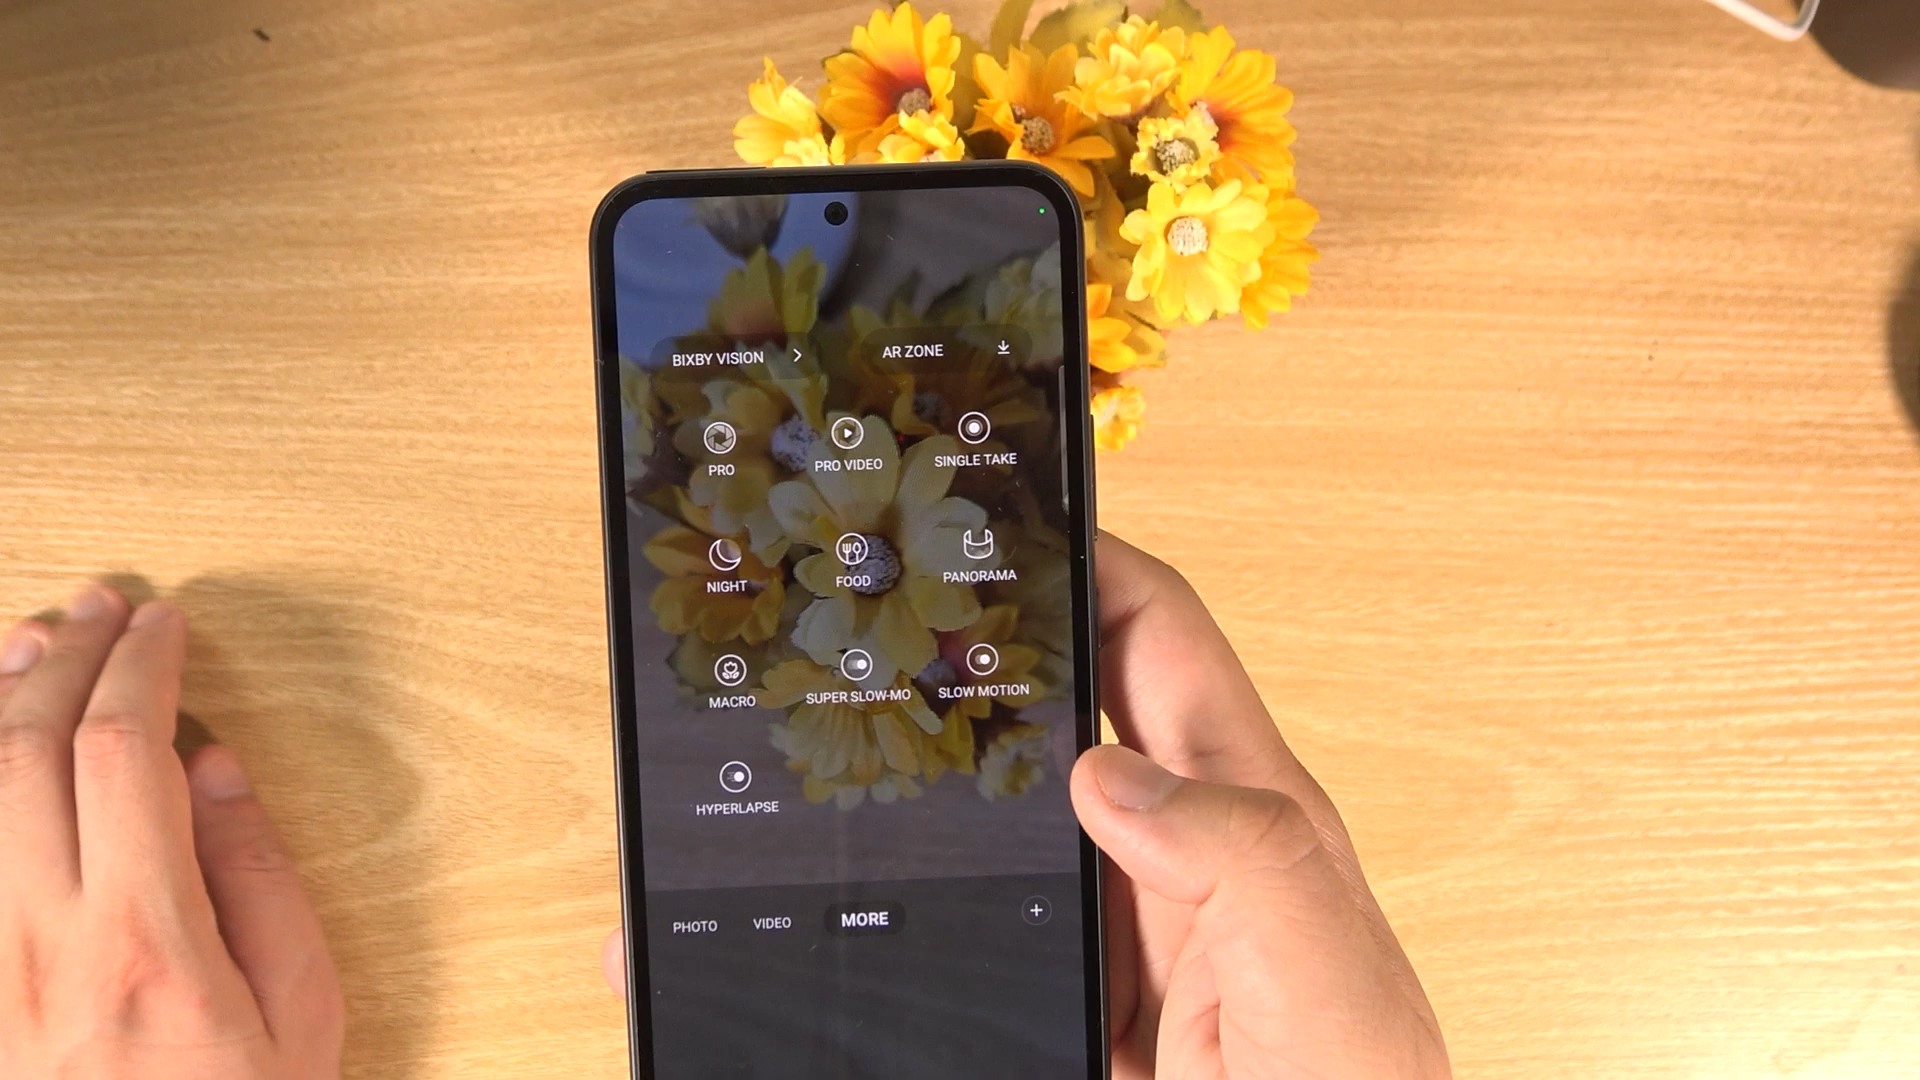 BIXBY VISION
AR ZONE
PRO
PRO VIDEO
SINGLE TAKE
NIGHT
FOOD
PANORAMA
MACRO
SUPER SLOW-MO
SLOW MOTION
HYPERLAPSE
PHOTO
VIDEO
MORE